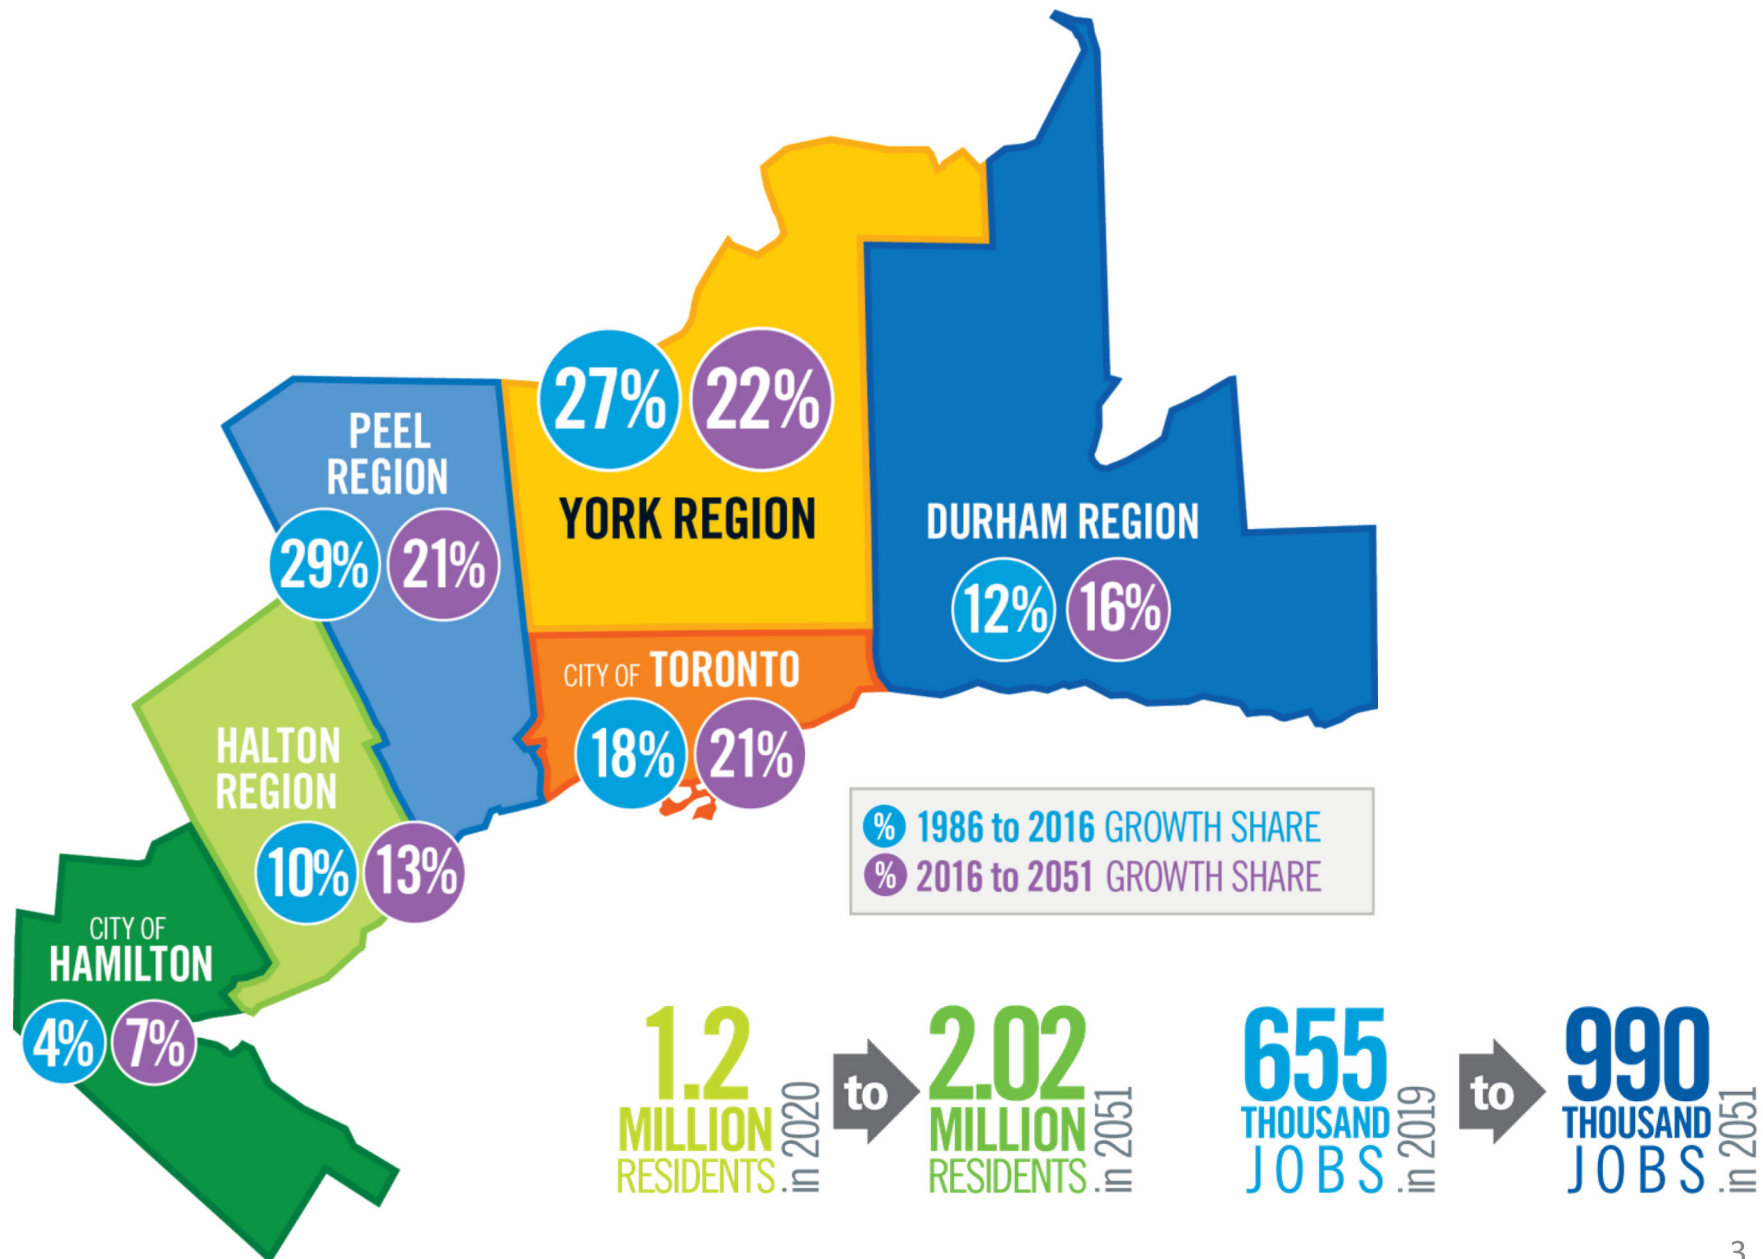 27% 22%
YORK REGION
PEEL
REGION
29% 21%
DURHAM REGION
12% 16%
CITY OF TORONTO
18% 21%
HALTON
REGION
10% 13%
CITY OF
HAMILTON
4% 7%
% 1986 to 2016 GROWTH SHARE
% 2016 to 2051 GROWTH SHARE
1.2
MILLION
RESIDENTS
in 2020
to
2.02
MILLION
RESIDENTS
in 2051
655
THOUSAND
JOBS
in 2019
to
990
THOUSAND
JOBS
in 2051
3